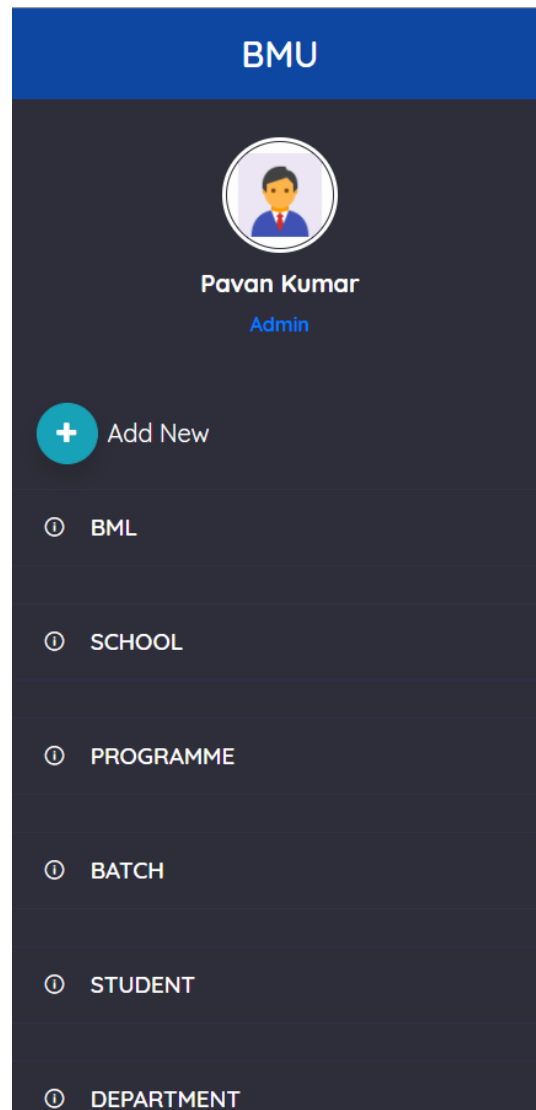 BMU
Pavan Kumar
Admin
Add New
BML
SCHOOL
PROGRAMME
BATCH
STUDENT
DEPARTMENT